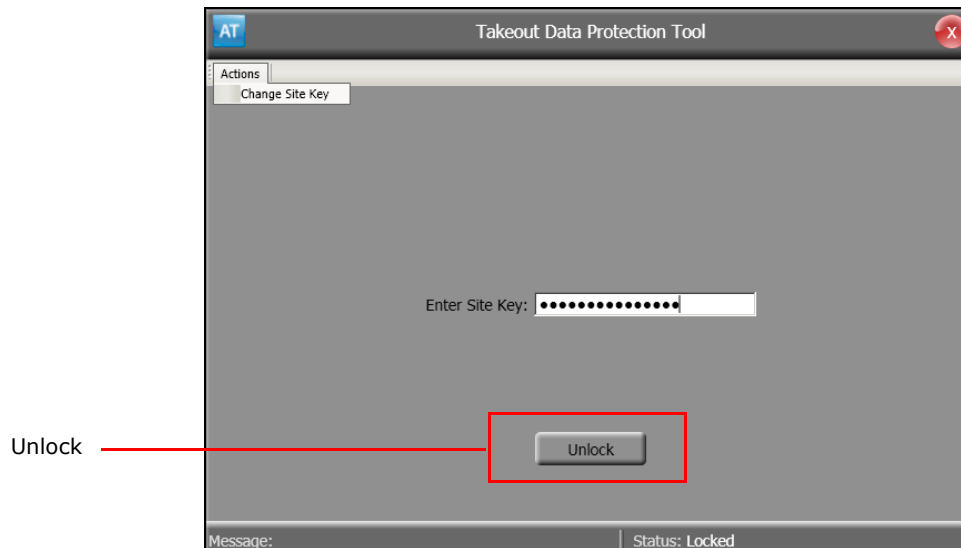 AT
Takeout Data Protection Tool
X
Actions
Change Site Key
Enter Site Key: ●●●●●●●●●●●●●●●
Unlock
Unlock
Message:
Status: Locked